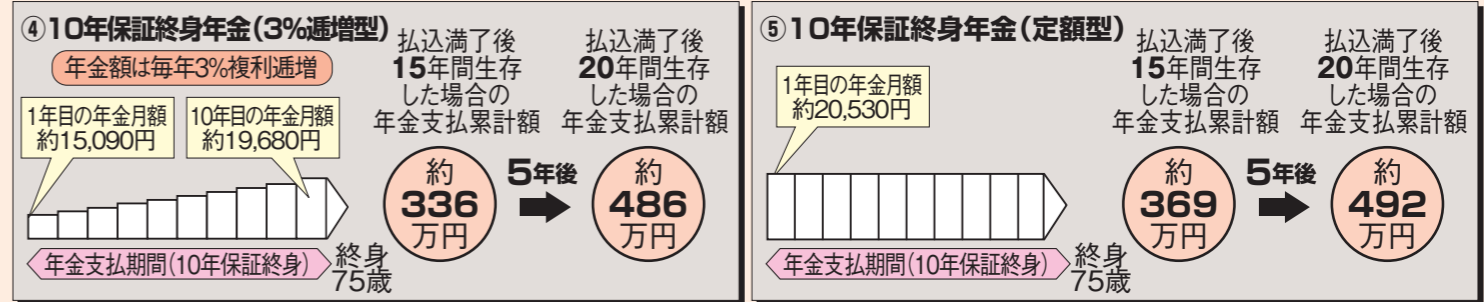 ④10年保証終身年金(3%逓増型)
年金額は毎年3%複利逓増
1年目の年金月額
約15,090円
10年目の年金月額
約19,680円
年金支払期間(10年保証終身)
終身
75歳
払込満了後
15年間生存
した場合の
年金支払累計額
約
336
万円
5年後
払込満了後
20年間生存
した場合の
年金支払累計額
約
486
万円
⑤10年保証終身年金(定額型)
1年目の年金月額
約20,530円
年金支払期間(10年保証終身)
終身
75歳
払込満了後
15年間生存
した場合の
年金支払累計額
約
369
万円
5年後
払込満了後
20年間生存
した場合の
年金支払累計額
約
492
万円